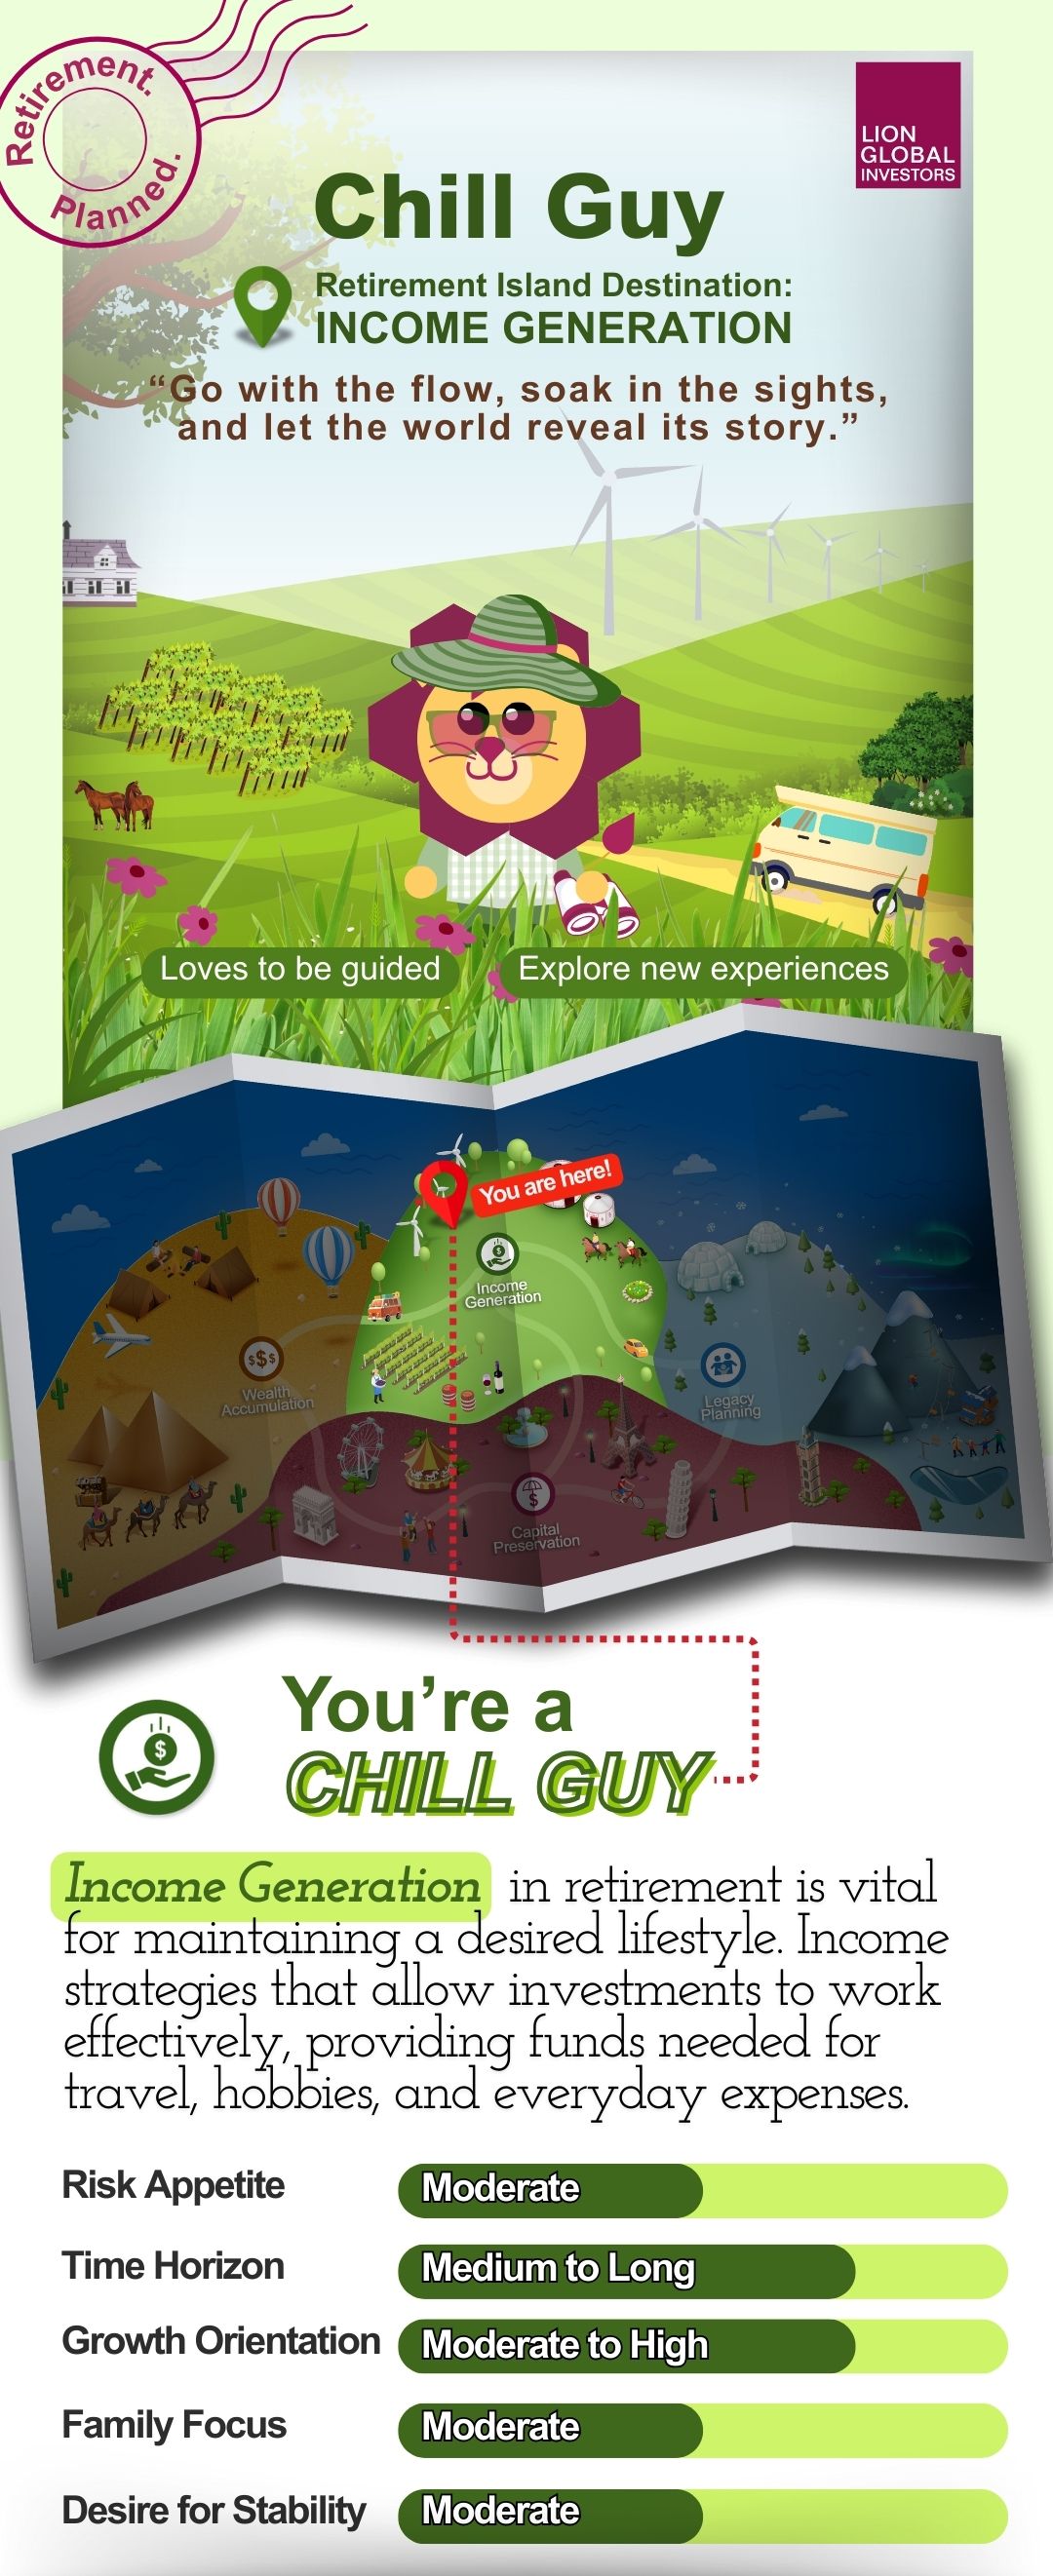 Retirement.
Planned.
LION
GLOBAL
INVESTORS
Chill Guy
Retirement Island Destination:
INCOME GENERATION
“Go with the flow, soak in the sights,
and let the world reveal its story.”
Loves to be guided
Explore new experiences
You are here!
Income
Generation
$$$
Wealth
Accumulation
Legacy
Planning
$
Capital
Preservation
You’re a
CHILL GUY
$
Income Generation in retirement is vital
for maintaining a desired lifestyle. Income
strategies that allow investments to work
effectively, providing funds needed for
travel, hobbies, and everyday expenses.
Risk Appetite Moderate
Time Horizon Medium to Long
Growth Orientation Moderate to High
Family Focus Moderate
Desire for Stability Moderate